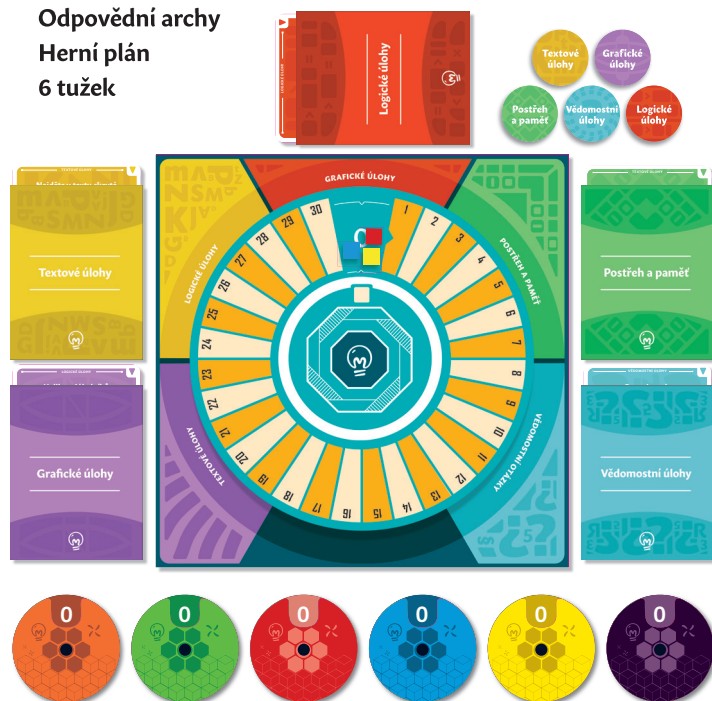 Odpovědní archy
Herní plán
6 tužek
Logické úlohy
Textové
úlohy
Grafické
úlohy
Postřeh
a paměť
Vědomostní
úlohy
Logické
úlohy
Textové úlohy
Grafické úlohy
Postřeh a paměť
Vědomostní úlohy
GRAFICKÉ ÚLOHY
POSTŘEH A PAMĚŤ
VĚDOMOSTNÍ OTÁZKY
TEXTOVÉ ÚLOHY
LOGICKÉ ÚLOHY
0
1
2
3
4
5
6
7
8
9
10
11
12
13
14
15
16
17
18
19
20
21
22
23
24
25
26
27
28
29
30
0
0
0
0
0
0